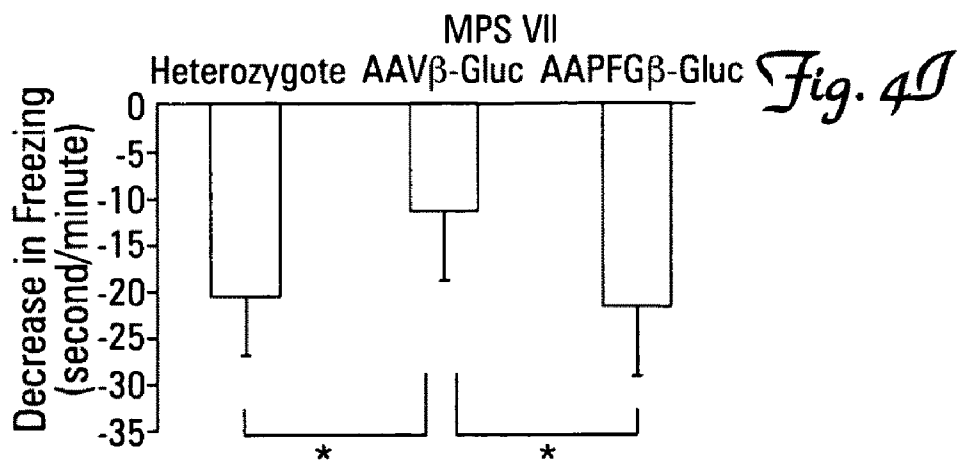 MPS VII
Heterozygote AAVβ-Gluc AAPFGβ-Gluc
Fig. 4D
Decrease in Freezing
(second/minute)
0
-5
-10
-15
-20
-25
-30
-35
*
*